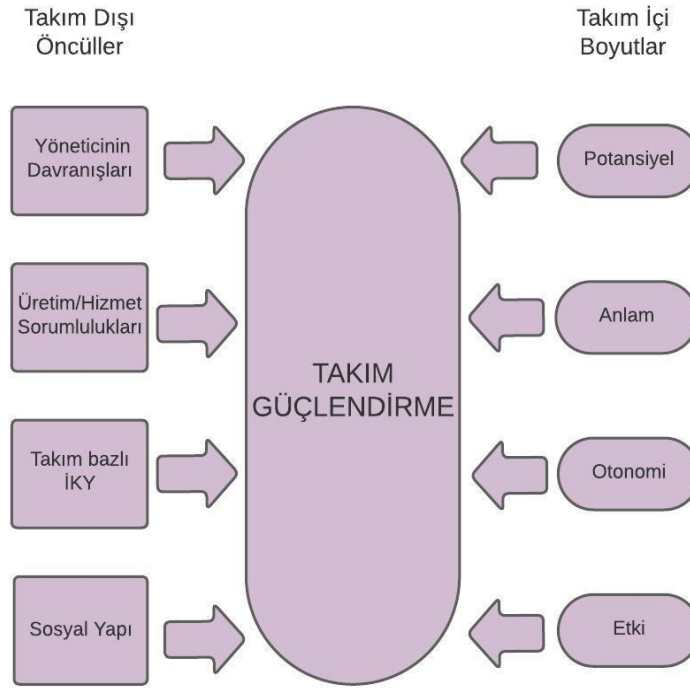 Takım Dışı
Öncüller
Takım İçi
Boyutlar
Yöneticinin
Davranışları
Potansiyel
Üretim/Hizmet
Sorumlulukları
Anlam
TAKIM
GÜÇLENDİRME
Takım bazlı
İKY
Otonomi
Sosyal Yapı
Etki